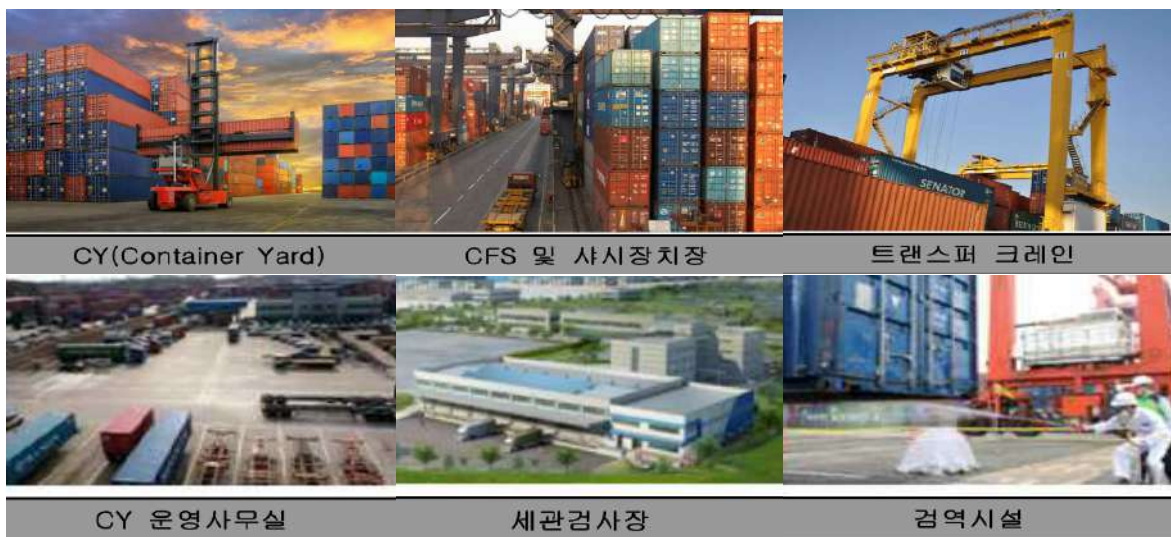 SENATOR
CY(Container Yard)
CFS 및 샤시장치장
트랜스퍼 크레인
CY 운영사무실
세관검사장
검역시설